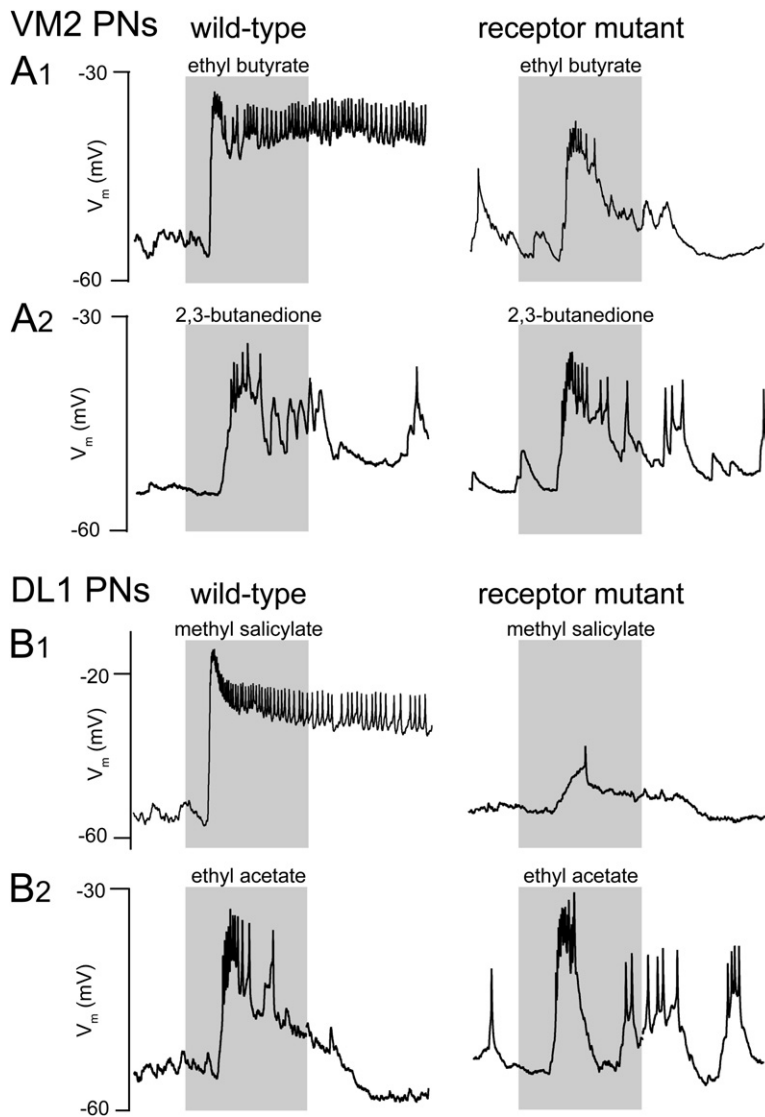 VM2 PNs wild-type receptor mutant
A1 ethyl butyrate ethyl butyrate
-30
Vm (mV)
-60
A2 2,3-butanedione 2,3-butanedione
-30
Vm (mV)
-60
DL1 PNs wild-type receptor mutant
B1 methyl salicylate methyl salicylate
-20
Vm (mV)
-60
B2 ethyl acetate ethyl acetate
-30
Vm (mV)
-60